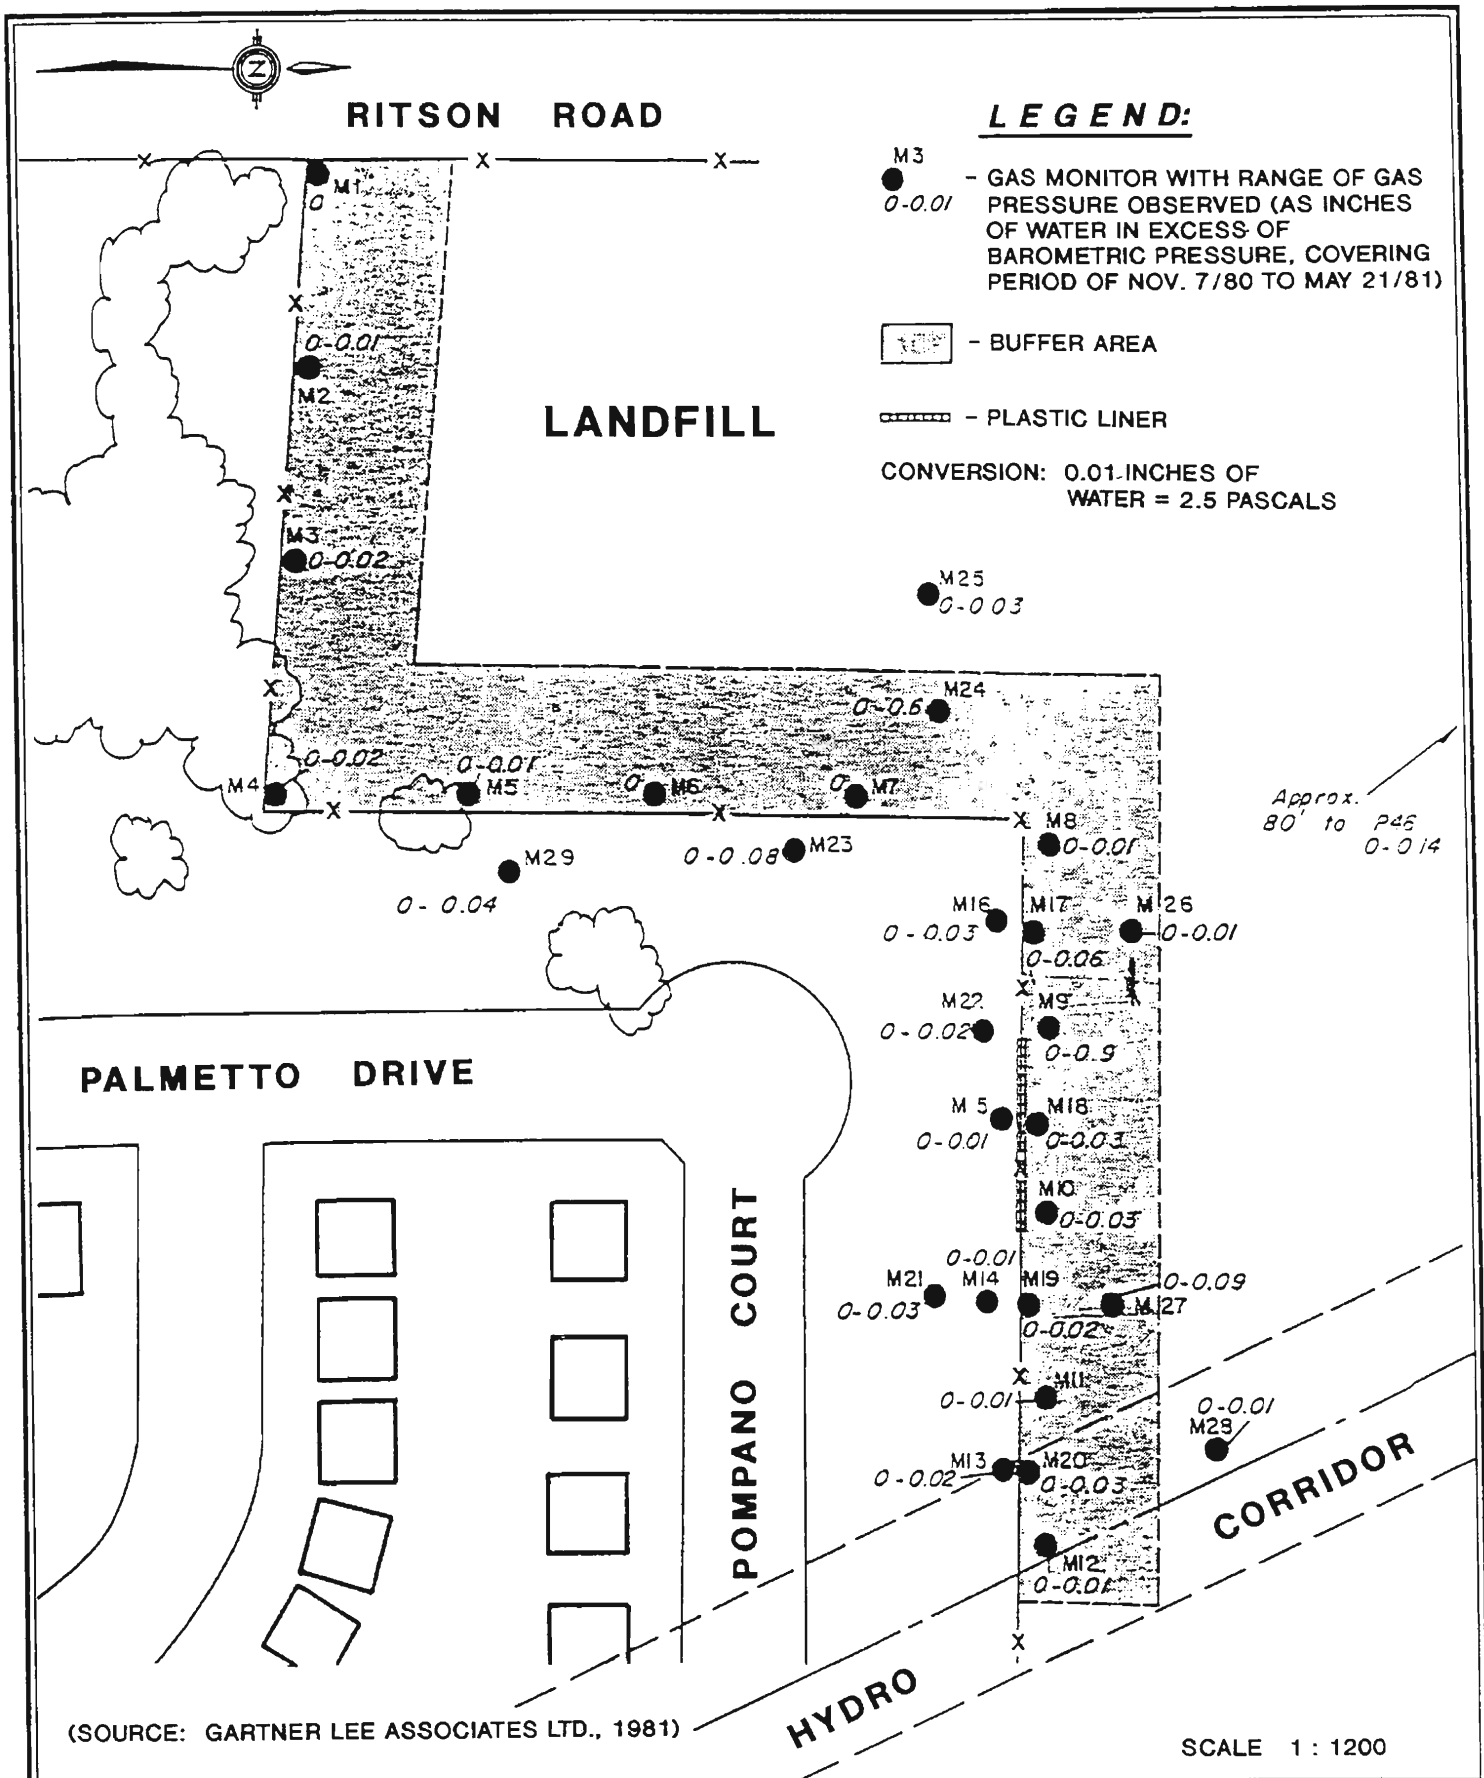 Z
RITSON ROAD
LEGEND:
M3
0-0.01
- GAS MONITOR WITH RANGE OF GAS
PRESSURE OBSERVED (AS INCHES
OF WATER IN EXCESS OF
BAROMETRIC PRESSURE, COVERING
PERIOD OF NOV. 7/80 TO MAY 21/81)
- BUFFER AREA
- PLASTIC LINER
CONVERSION: 0.01 INCHES OF
WATER = 2.5 PASCALS
M1
0
0-0.01
M2
LANDFILL
M3
0-0.02
M25
0-0 03
M24
0-0.6
0-0.02
M4
0-0.01
M5
0 M6
0 M7
M8
0-0.01
Approx.
80' to P46
0-0 14
M29
0-0.04
M23
0-0.08
M16
0-0.03
M17
0-0.06
M 26
0-0.01
M22
0-0.02
M9
0-0.9
PALMETTO DRIVE
M 5
0-0.01
M18
0-0.03
M10
0-0.03
0-0.01
M21
0-0.03
M14
M19
0-0.02
0-0.09
M 27
M11
0-0.01
POMPANO COURT
M13
0-0.02
M20
0-0.03
0-0.01
M28
M12
0-0.01
HYDRO CORRIDOR
(SOURCE: GARTNER LEE ASSOCIATES LTD., 1981)
SCALE 1 : 1200